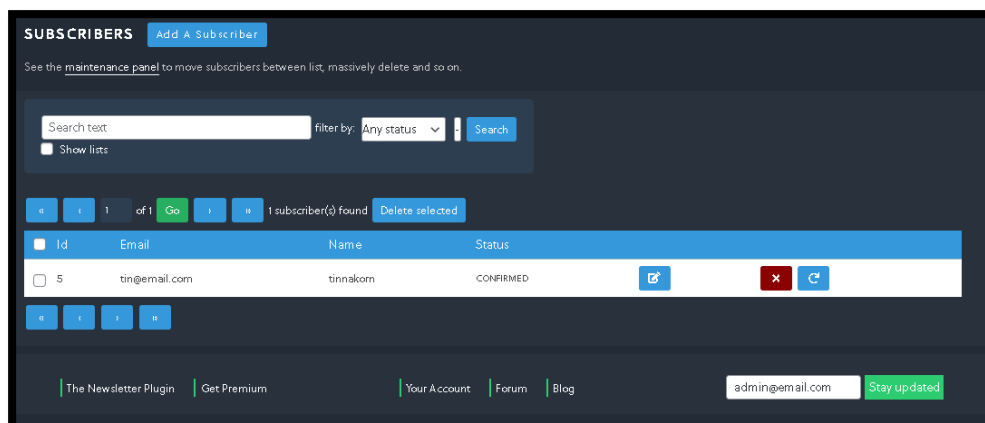 SUBSCRIBERS Add A Subscriber
See the maintenance panel to move subscribers between list, massively delete and so on.
Search text filter by: Any status - Search
Show lists
« ‹ 1 of 1 Go › » 1 subscriber(s) found Delete selected
Id Email Name Status
5 tin@email.com tinnakorn CONFIRMED
« ‹ › »
The Newsletter Plugin Get Premium Your Account Forum Blog admin@email.com Stay updated